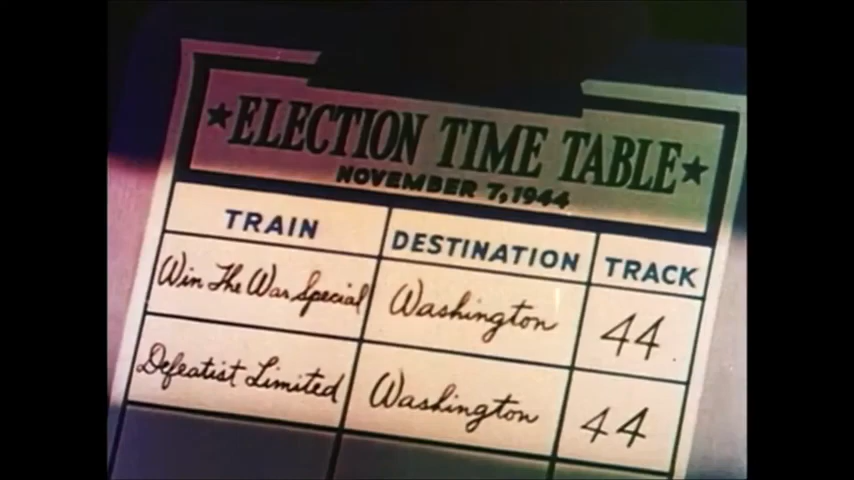 ★ELECTION TIME TABLE★
NOVEMBER 7, 1944
TRAIN DESTINATION TRACK
Win The War Special Washington 44
Defeatist Limited Washington 44